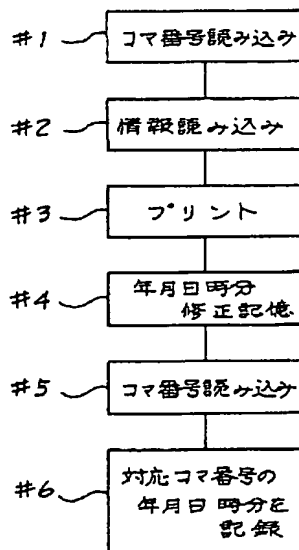 #1 コマ番号読み込み
#2 情報読み込み
#3 プリント
#4 年月日時分
修正記憶
#5 コマ番号読み込み
#6 対応コマ番号の
年月日時分を
記録